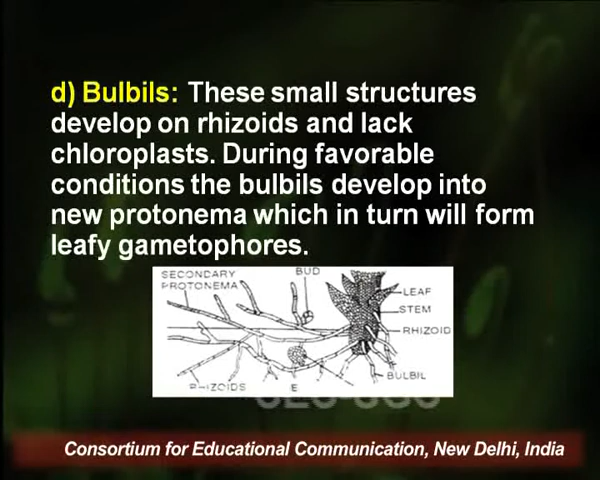 d) Bulbils: These small structures
develop on rhizoids and lack
chloroplasts. During favorable
conditions the bulbils develop into
new protonema which in turn will form
leafy gametophores.
SECONDARY
PROTONEMA
BUD
LEAF
STEM
RHIZOID
BULBIL
RHIZOIDS
E
Consortium for Educational Communication, New Delhi, India